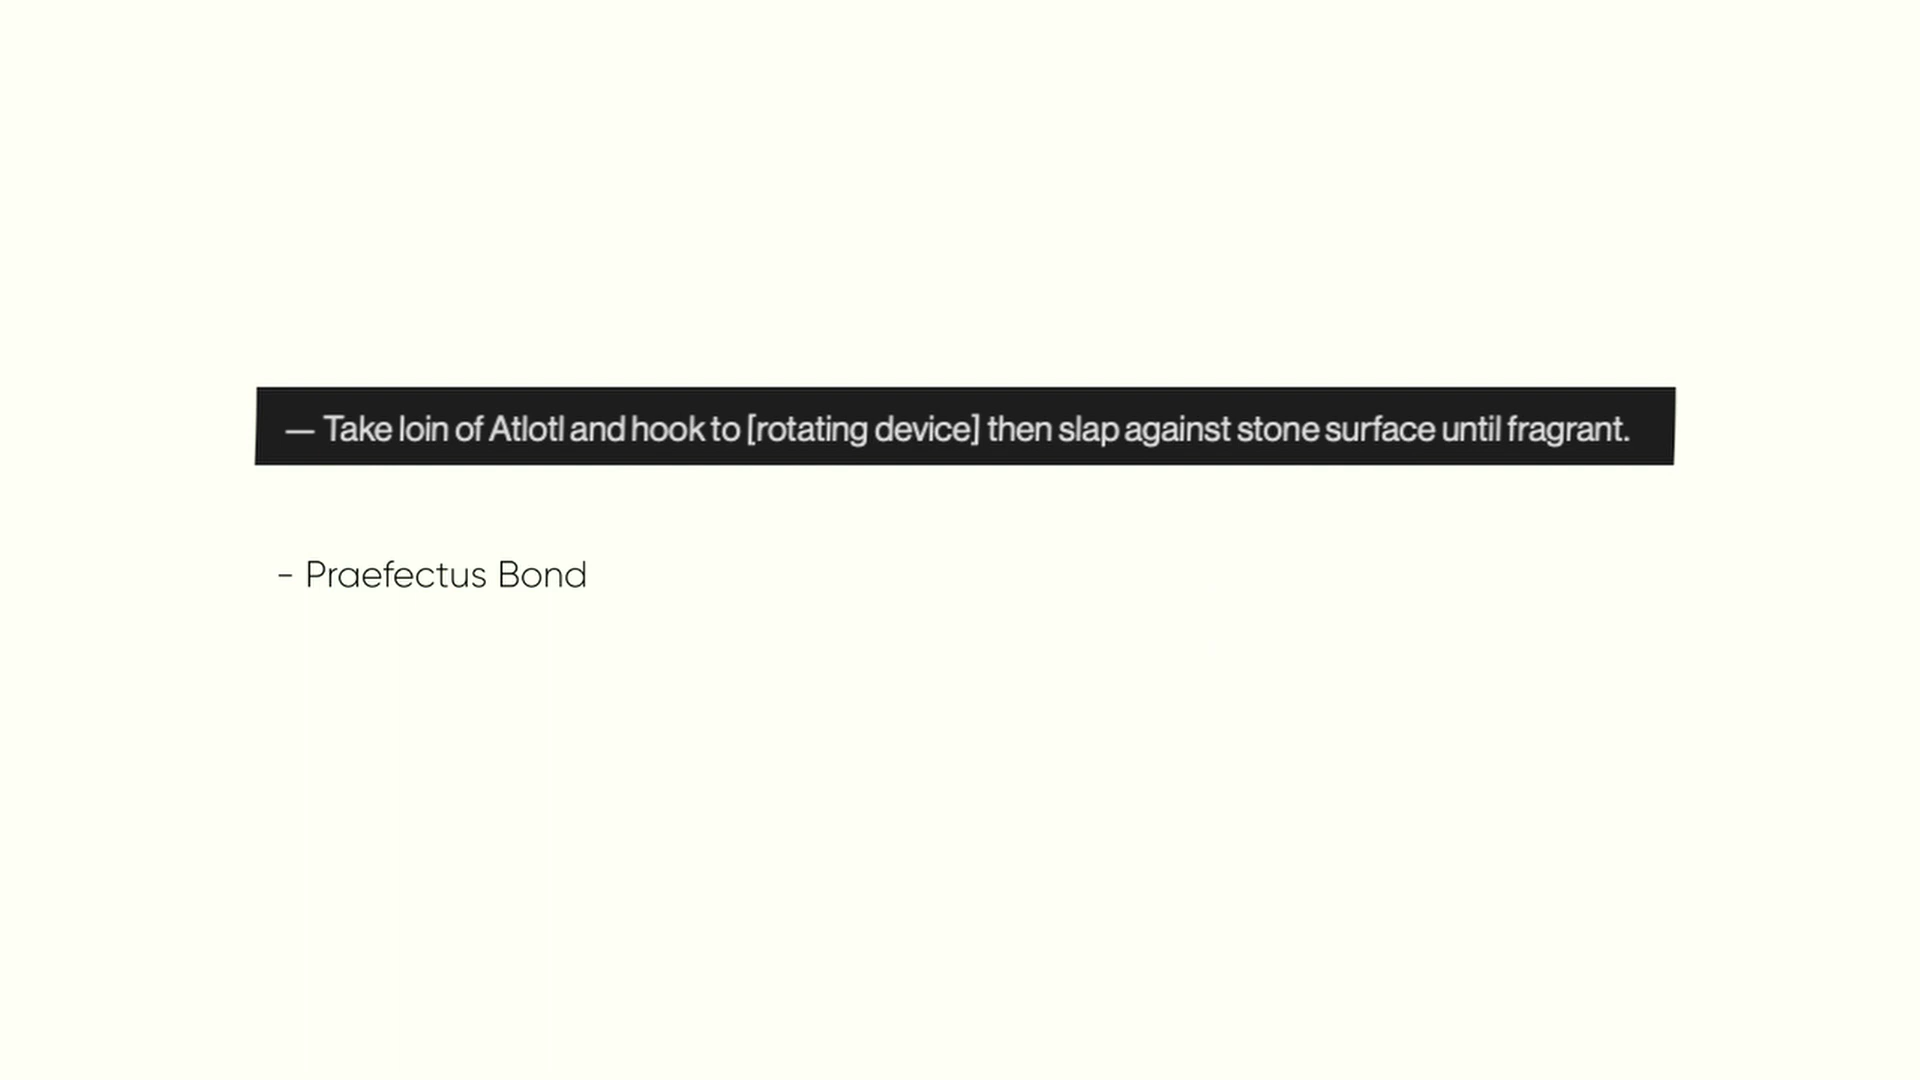 — Take loin of Atlotl and hook to [rotating device] then slap against stone surface until fragrant.
– Praefectus Bond